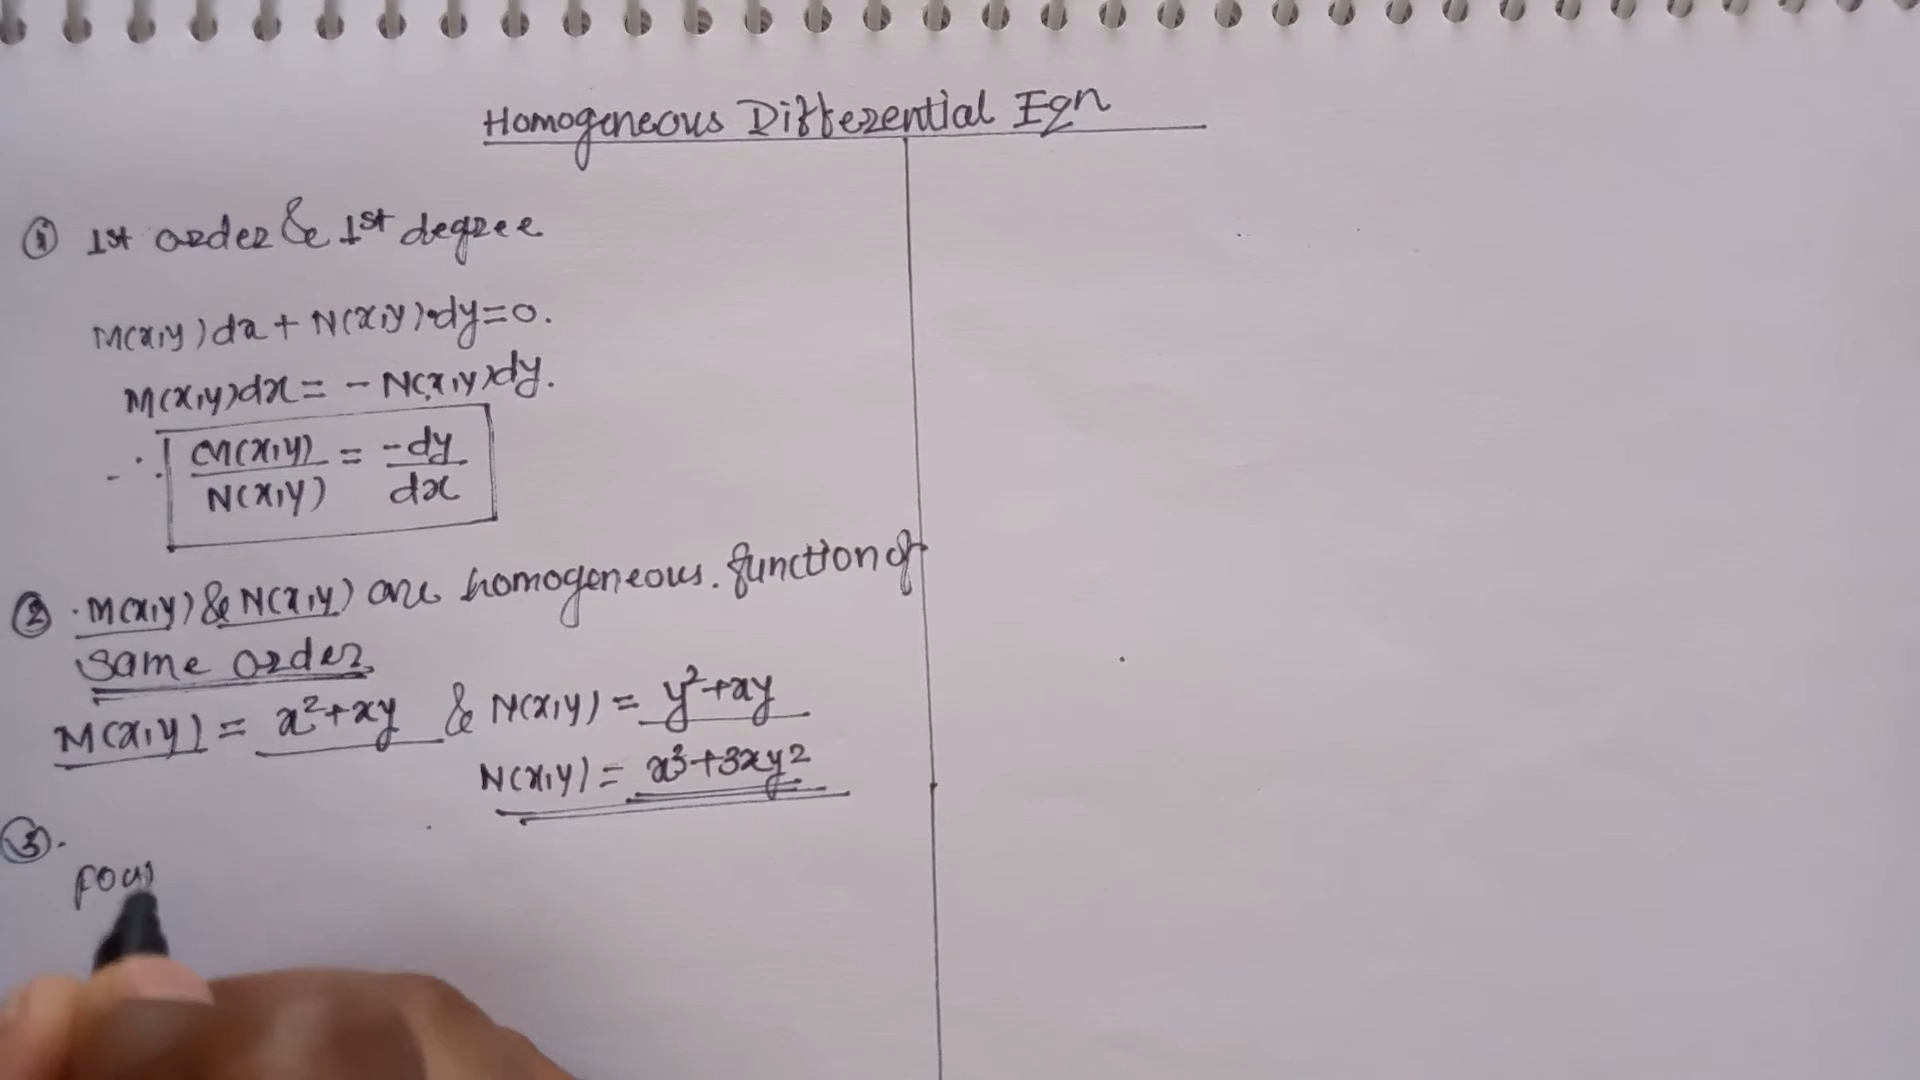 Homogeneous Differential Eqn
① 1st order & 1st degree
M(x,y)dx + N(x,y)dy=0.
M(x,y)dx = - N(x,y)dy.
∴ M(x,y)/N(x,y) = -dy/dx
② M(x,y) & N(x,y) are homogeneous. function of
same order
M(x,y) = x²+xy & N(x,y) = y²+xy
N(x,y) = x³+3xy²
③.